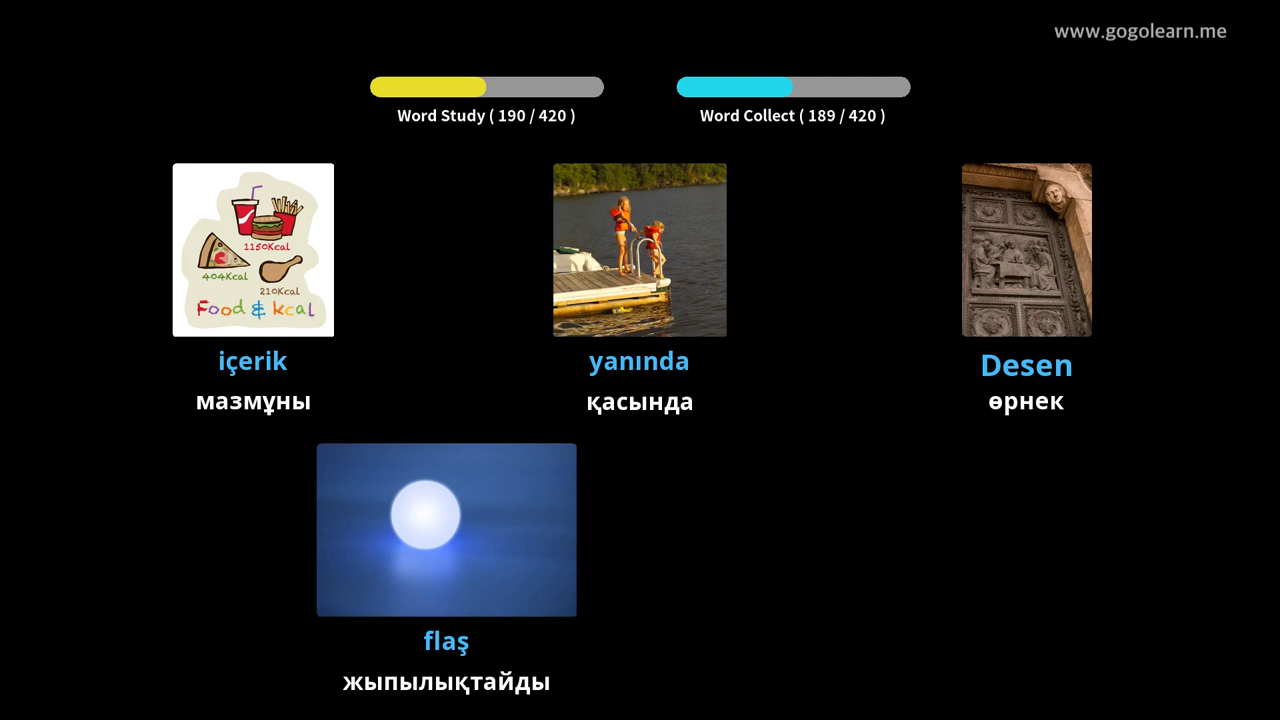 www.gogolearn.me
Word Study ( 190 / 420 )
Word Collect ( 189 / 420 )
1150Kcal
404Kcal
210Kcal
Food & kcal
içerik
yanında
Desen
мазмұны
қасында
өрнек
flaş
жыпылықтайды